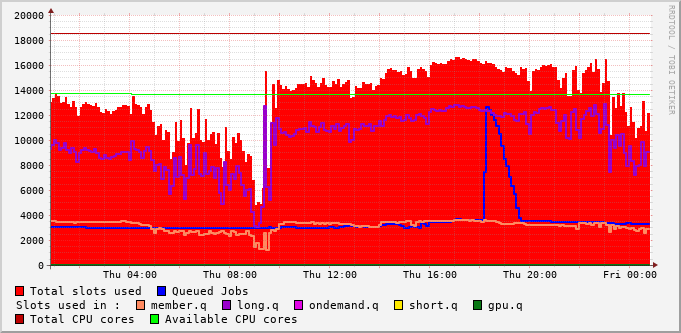 RRDTOOL / TOBI OETIKER
20000
18000
16000
14000
12000
10000
8000
6000
4000
2000
0
Thu 04:00 Thu 08:00 Thu 12:00 Thu 16:00 Thu 20:00 Fri 00:00
Total slots used Queued Jobs
Slots used in : member.q long.q ondemand.q short.q gpu.q
Total CPU cores Available CPU cores